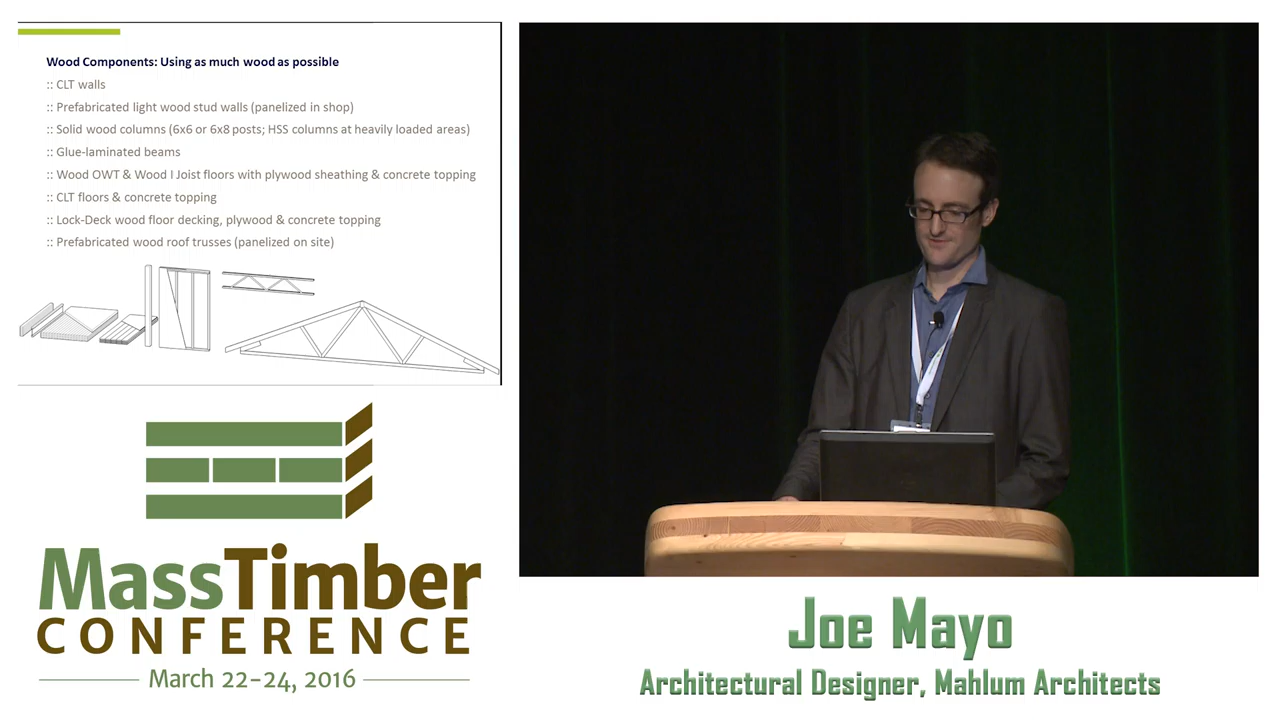 Wood Components: Using as much wood as possible
:: CLT walls
:: Prefabricated light wood stud walls (panelized in shop)
:: Solid wood columns (6x6 or 6x8 posts; HSS columns at heavily loaded areas)
:: Glue-laminated beams
:: Wood OWT & Wood I Joist floors with plywood sheathing & concrete topping
:: CLT floors & concrete topping
:: Lock-Deck wood floor decking, plywood & concrete topping
:: Prefabricated wood roof trusses (panelized on site)
MassTimber
CONFERENCE
March 22-24, 2016
Joe Mayo
Architectural Designer, Mahlum Architects